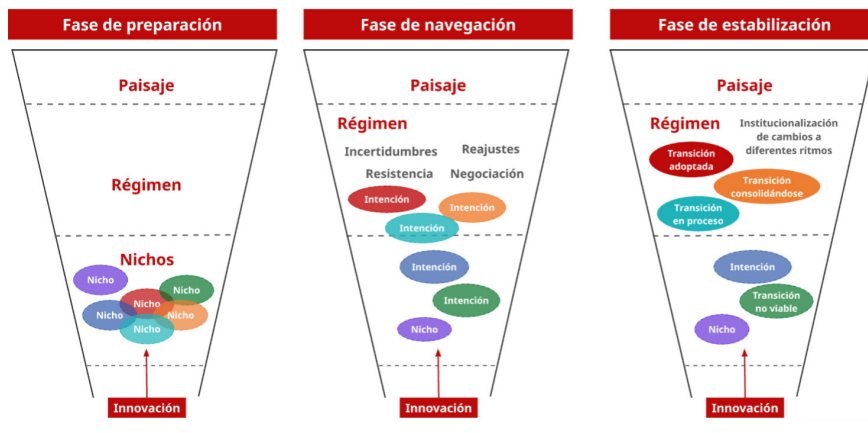 Fase de preparación
Paisaje
Régimen
Nichos
Nicho
Nicho
Nicho
Nicho
Nicho
Nicho
Innovación
Fase de navegación
Paisaje
Régimen
Incertidumbres
Reajustes
Resistencia
Negociación
Intención
Intención
Intención
Intención
Intención
Nicho
Innovación
Fase de estabilización
Paisaje
Régimen
Institucionalización
de cambios a
diferentes ritmos
Transición
adoptada
Transición
consolidándose
Transición
en proceso
Intención
Transición
no viable
Nicho
Innovación